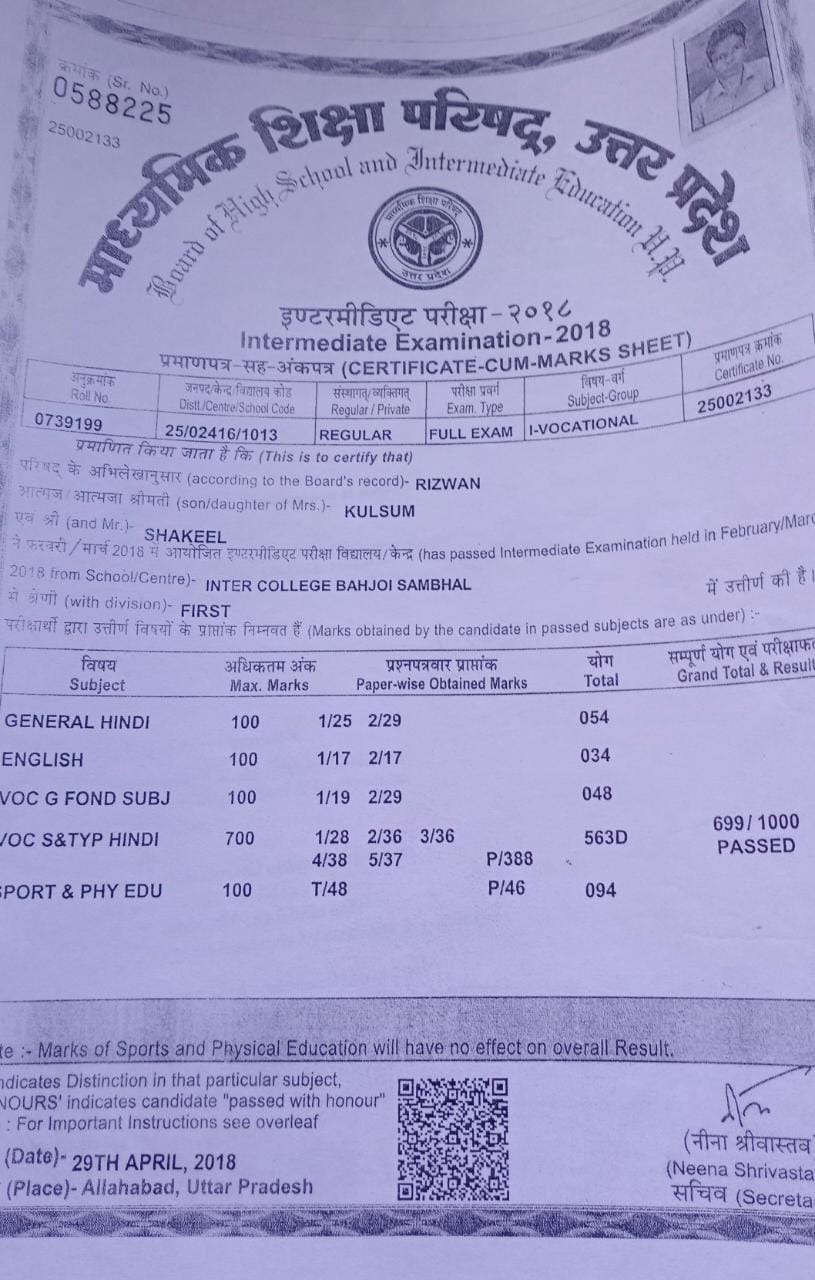 क्रमांक (Sr. No.)
0588225
25002133
माध्यमिक शिक्षा परिषद्, उत्तर प्रदेश
Board of High School and Intermediate Education U.P.
माध्यमिक शिक्षा परिषद्
उत्तर प्रदेश
इण्टरमीडिएट परीक्षा-२०१८
Intermediate Examination-2018
प्रमाणपत्र-सह-अंकपत्र (CERTIFICATE-CUM-MARKS SHEET)
अनुक्रमांक जनपद/केन्द्र/विद्यालय कोड संस्थागत/व्यक्तिगत् परीक्षा प्रवर्ग विषय-वर्ग प्रमाणपत्र क्रमांक
Roll No. Distt./Centre/School Code Regular / Private Exam. Type Subject-Group Certificate No.
0739199 25/02416/1013 REGULAR FULL EXAM I-VOCATIONAL 25002133
प्रमाणित किया जाता है कि (This is to certify that)
परिषद् के अभिलेखानुसार (according to the Board's record)- RIZWAN
आत्मज/आत्मजा श्रीमती (son/daughter of Mrs.)- KULSUM
एवं श्री (and Mr.)- SHAKEEL
ने फरवरी/मार्च 2018 में आयोजित इण्टरमीडिएट परीक्षा विद्यालय/केन्द्र (has passed Intermediate Examination held in February/Marc
2018 from School/Centre)- INTER COLLEGE BAHJOI SAMBHAL में उत्तीर्ण की है।
से श्रेणी (with division)- FIRST
परीक्षार्थी द्वारा उत्तीर्ण विषयों के प्राप्तांक निम्नवत हैं (Marks obtained by the candidate in passed subjects are as under) :-
विषय अधिकतम अंक प्रश्नपत्रवार प्राप्तांक योग सम्पूर्ण योग एवं परीक्षाफल
Subject Max. Marks Paper-wise Obtained Marks Total Grand Total & Result
GENERAL HINDI 100 1/25 2/29 054
ENGLISH 100 1/17 2/17 034
VOC G FOND SUBJ 100 1/19 2/29 048
VOC S&TYP HINDI 700 1/28 2/36 3/36 563D 699/1000
4/38 5/37 P/388 PASSED
SPORT & PHY EDU 100 T/48 P/46 094
te :- Marks of Sports and Physical Education will have no effect on overall Result.
ndicates Distinction in that particular subject,
NOURS' indicates candidate "passed with honour"
: For Important Instructions see overleaf
(Date)- 29TH APRIL, 2018
(Place)- Allahabad, Uttar Pradesh
(नीना श्रीवास्तव
(Neena Shrivasta
सचिव (Secreta